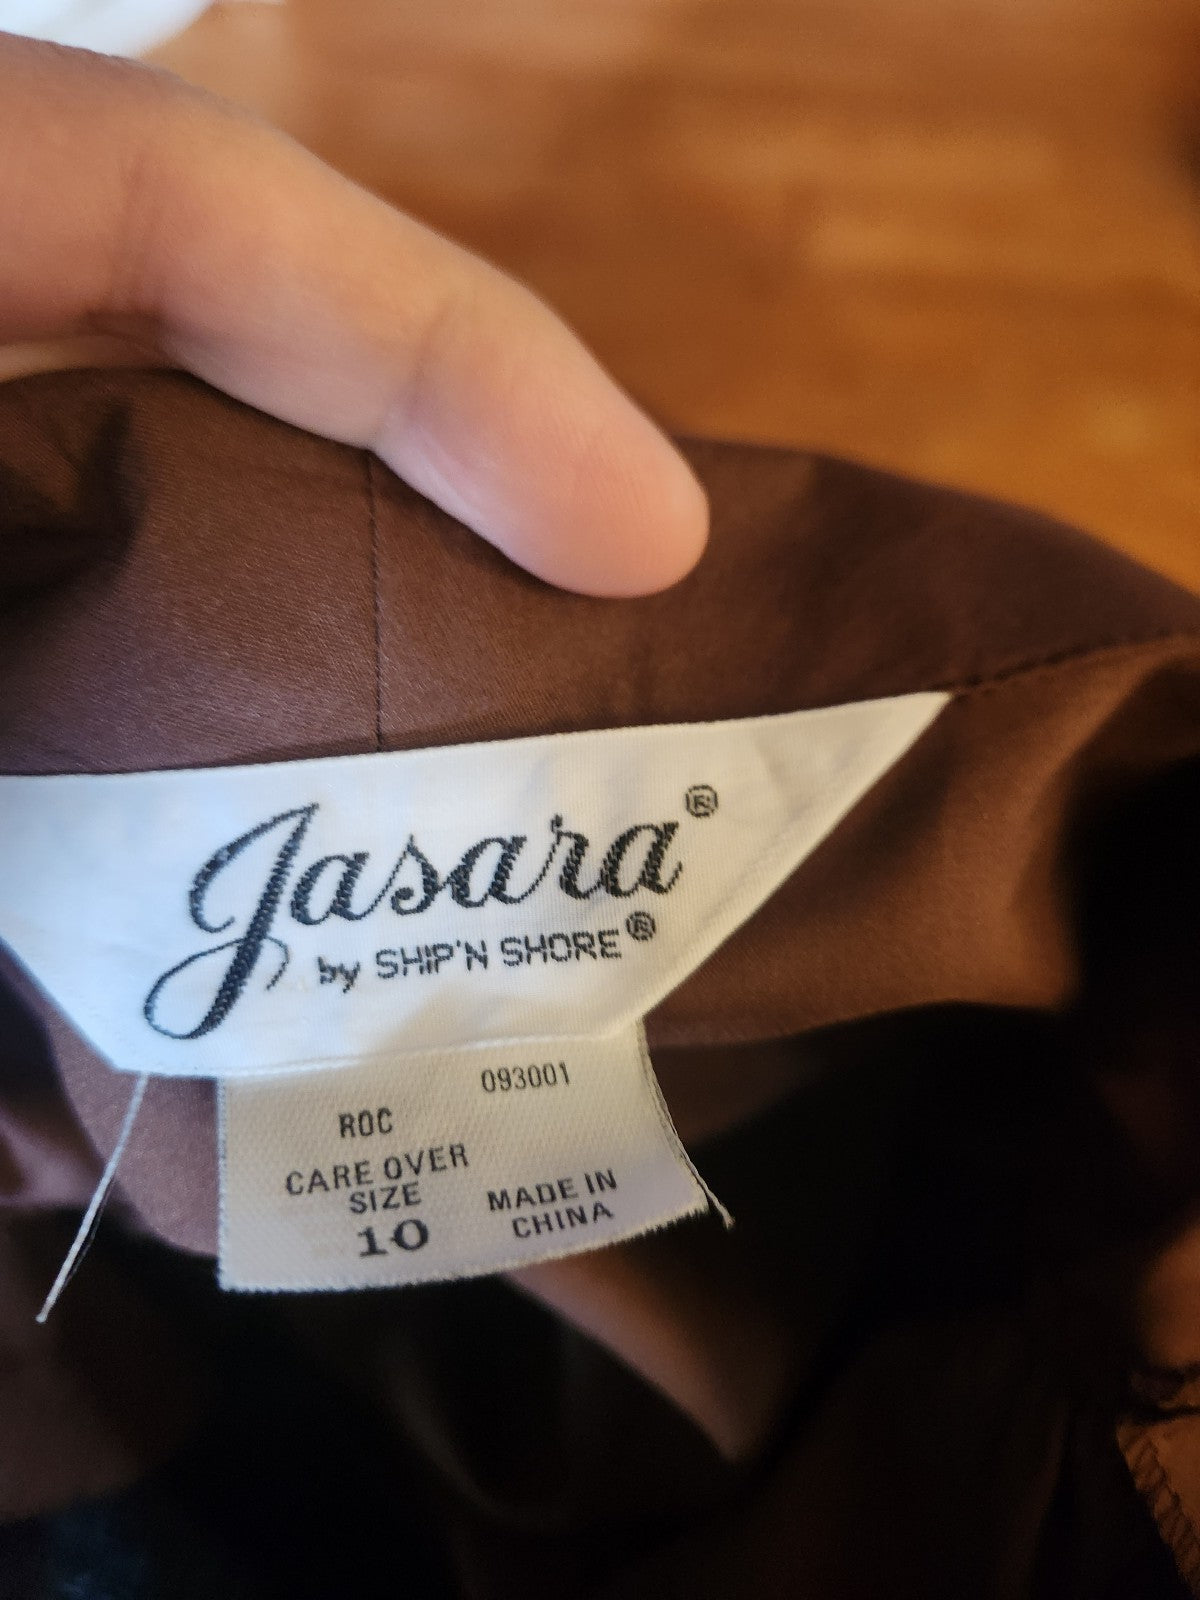 Jasara®
by SHIP'N SHORE®
093001
ROC
CARE OVER
SIZE
10
MADE IN
CHINA